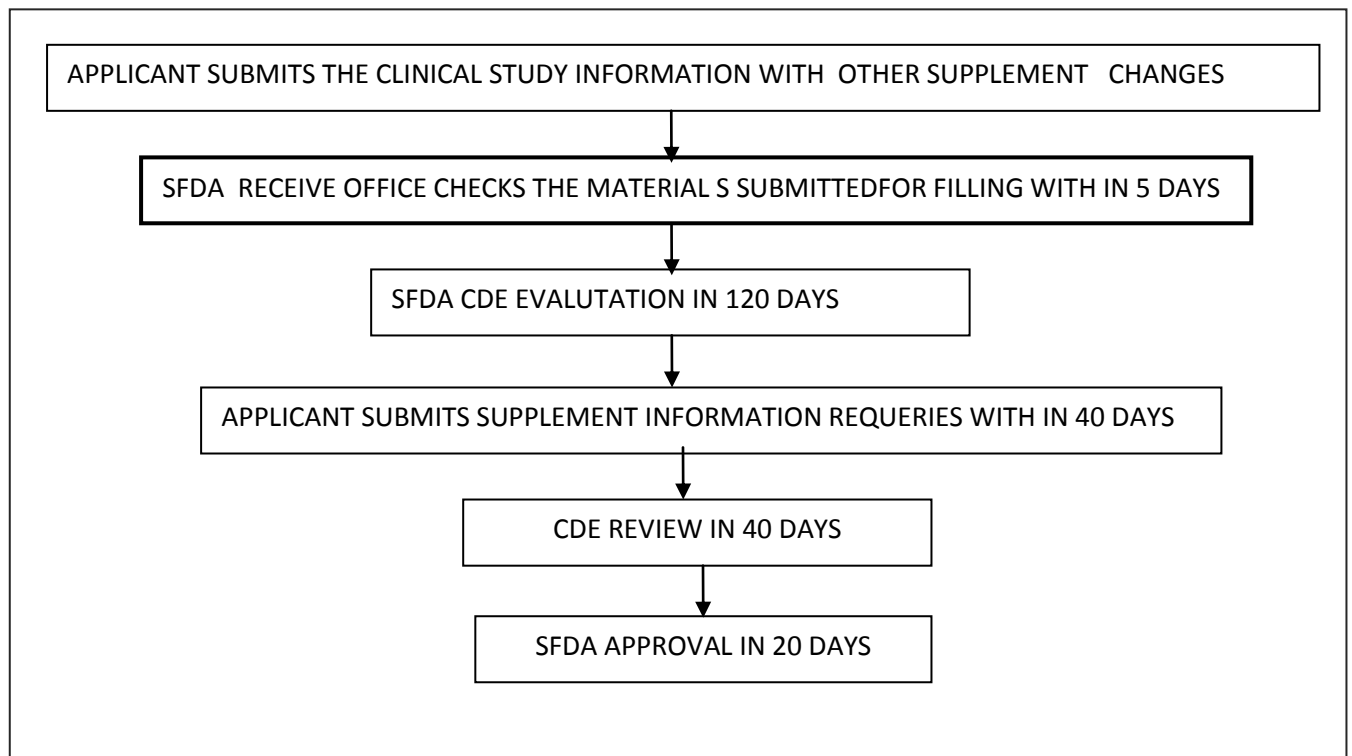 APPLICANT SUBMITS THE CLINICAL STUDY INFORMATION WITH OTHER SUPPLEMENT CHANGES
SFDA RECEIVE OFFICE CHECKS THE MATERIAL S SUBMITTEDFOR FILLING WITH IN 5 DAYS
SFDA CDE EVALUTATION IN 120 DAYS
APPLICANT SUBMITS SUPPLEMENT INFORMATION REQUERIES WITH IN 40 DAYS
CDE REVIEW IN 40 DAYS
SFDA APPROVAL IN 20 DAYS